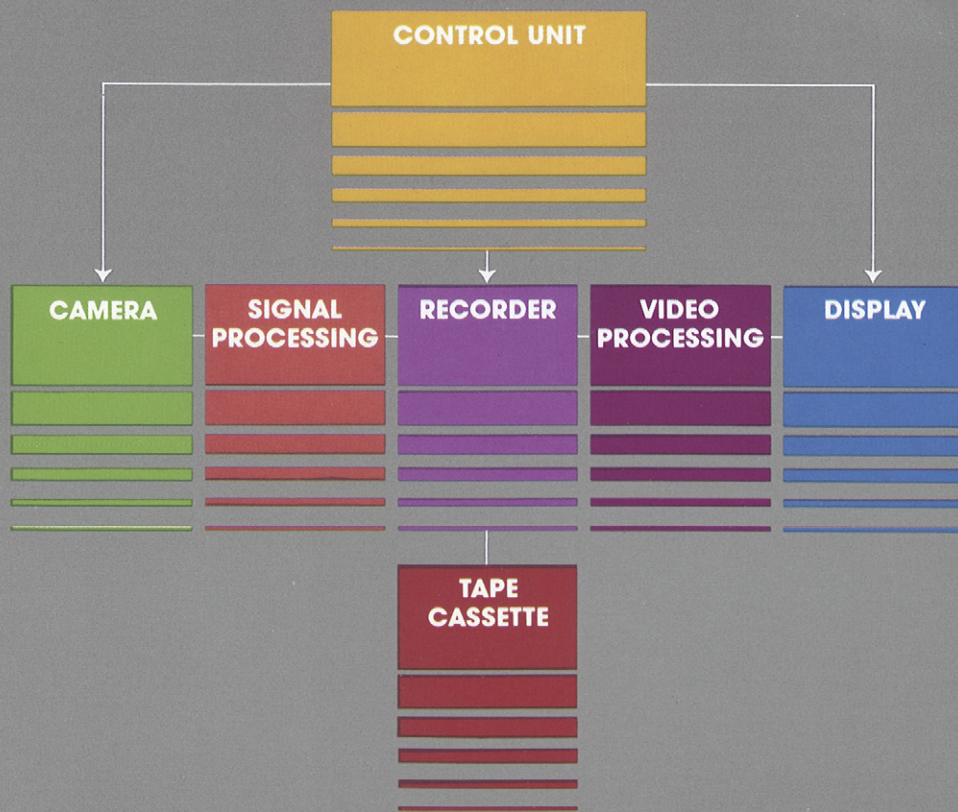 CONTROL UNIT
CAMERA
SIGNAL
PROCESSING
RECORDER
VIDEO
PROCESSING
DISPLAY
TAPE
CASSETTE